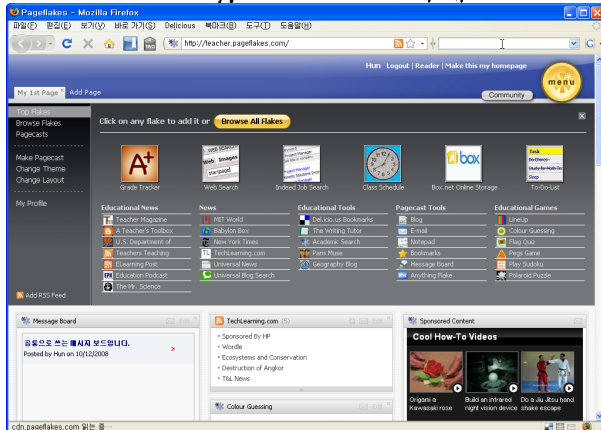 Pageflakes - Mozilla Firefox
파일(F) 편집(E) 보기(V) 바로 가기(S) Delicious 북마크(B) 도구(T) 도움말(H)
http://teacher.pageflakes.com/
Hun Logout | Reader | Make this my homepage
menu
My 1st Page Add Page
Community
Top Flakes
Browse Flakes
Pagecasts
Make Pagecast
Change Theme
Change Layout
My Profile
Add RSS Feed
Click on any flake to add it or Browse All Flakes
Grade Tracker Web Search Indeed Job Search Class Schedule Box.net Online Storage To-Do-List
Educational News
Teacher Magazine
A Teacher's Toolbox
U.S. Department of
Teachers Teaching
ELearning Post
Education Podcast
The Mr. Science
News
MIT World
Babylon Box
New York Times
TechLearning.com
Universal News
Universal Blog Search
Educational Tools
Del.icio.us Bookmarks
The Writing Tutor
Academic Search
Pans Muse
Geography Blog
Pagecast Tools
Blog
E-mail
Notepad
Bookmarks
Message Board
Anything Flake
Educational Games
LineUp
Colour Guessing
Flag Quiz
Pegs Game
Play Sudoku
Polaroid Puzzle
Message Board
Edit
공동으로 쓰는 메시지 보드입니다.
Posted by Hun on 10/12/2008
TechLearning.com (5)
Edit
Sponsored By HP
Wordle
Ecosystems and Conservation
Destruction of Angkor
T&L News
Colour Guessing
Edit
Sponsored Content
Cool How-To Videos
Origami a Kawasaki rose
Build an infrared night vision device
Do a Jiu Jitsu hand shake escape
cdn.pageflakes.com 읽는 중...